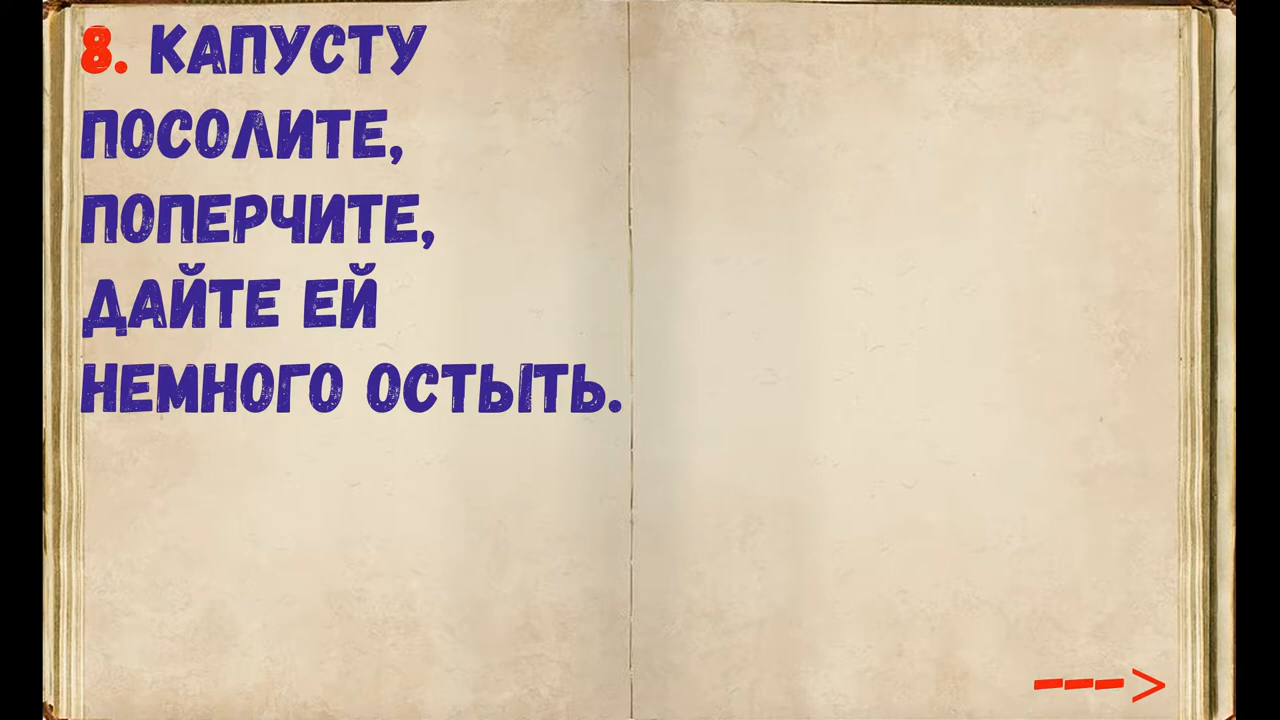 8. КАПУСТУ
ПОСОЛИТЕ,
ПОПЕРЧИТЕ,
ДАЙТЕ ЕЙ
НЕМНОГО ОСТЫТЬ.
--->